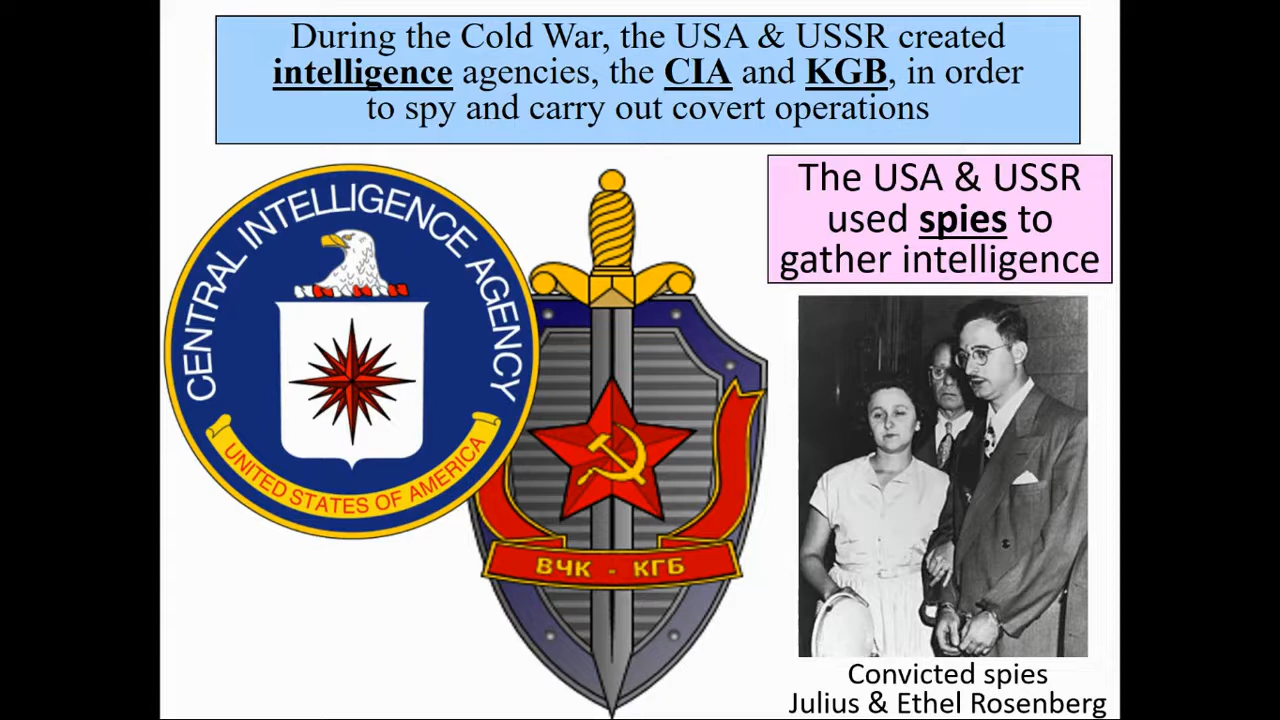 During the Cold War, the USA & USSR created
intelligence agencies, the CIA and KGB, in order
to spy and carry out covert operations
The USA & USSR
used spies to
gather intelligence
CENTRAL INTELLIGENCE AGENCY
UNITED STATES OF AMERICA
ВЧК - КГБ
Convicted spies
Julius & Ethel Rosenberg